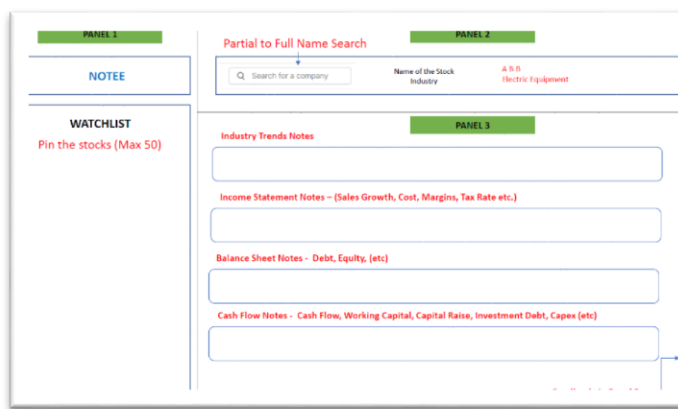 PANEL 1
NOTEE
WATCHLIST
Pin the stocks (Max 50)
PANEL 2
Partial to Full Name Search
Search for a company
Name of the Stock
Industry
A B B
Electric Equipment
PANEL 3
Industry Trends Notes
Income Statement Notes – (Sales Growth, Cost, Margins, Tax Rate etc.)
Balance Sheet Notes - Debt, Equlty, (etc)
Cash Flow Notes - Cash Flow, Working Capital, Capital Raise, Investment Debt, Capex (etc)